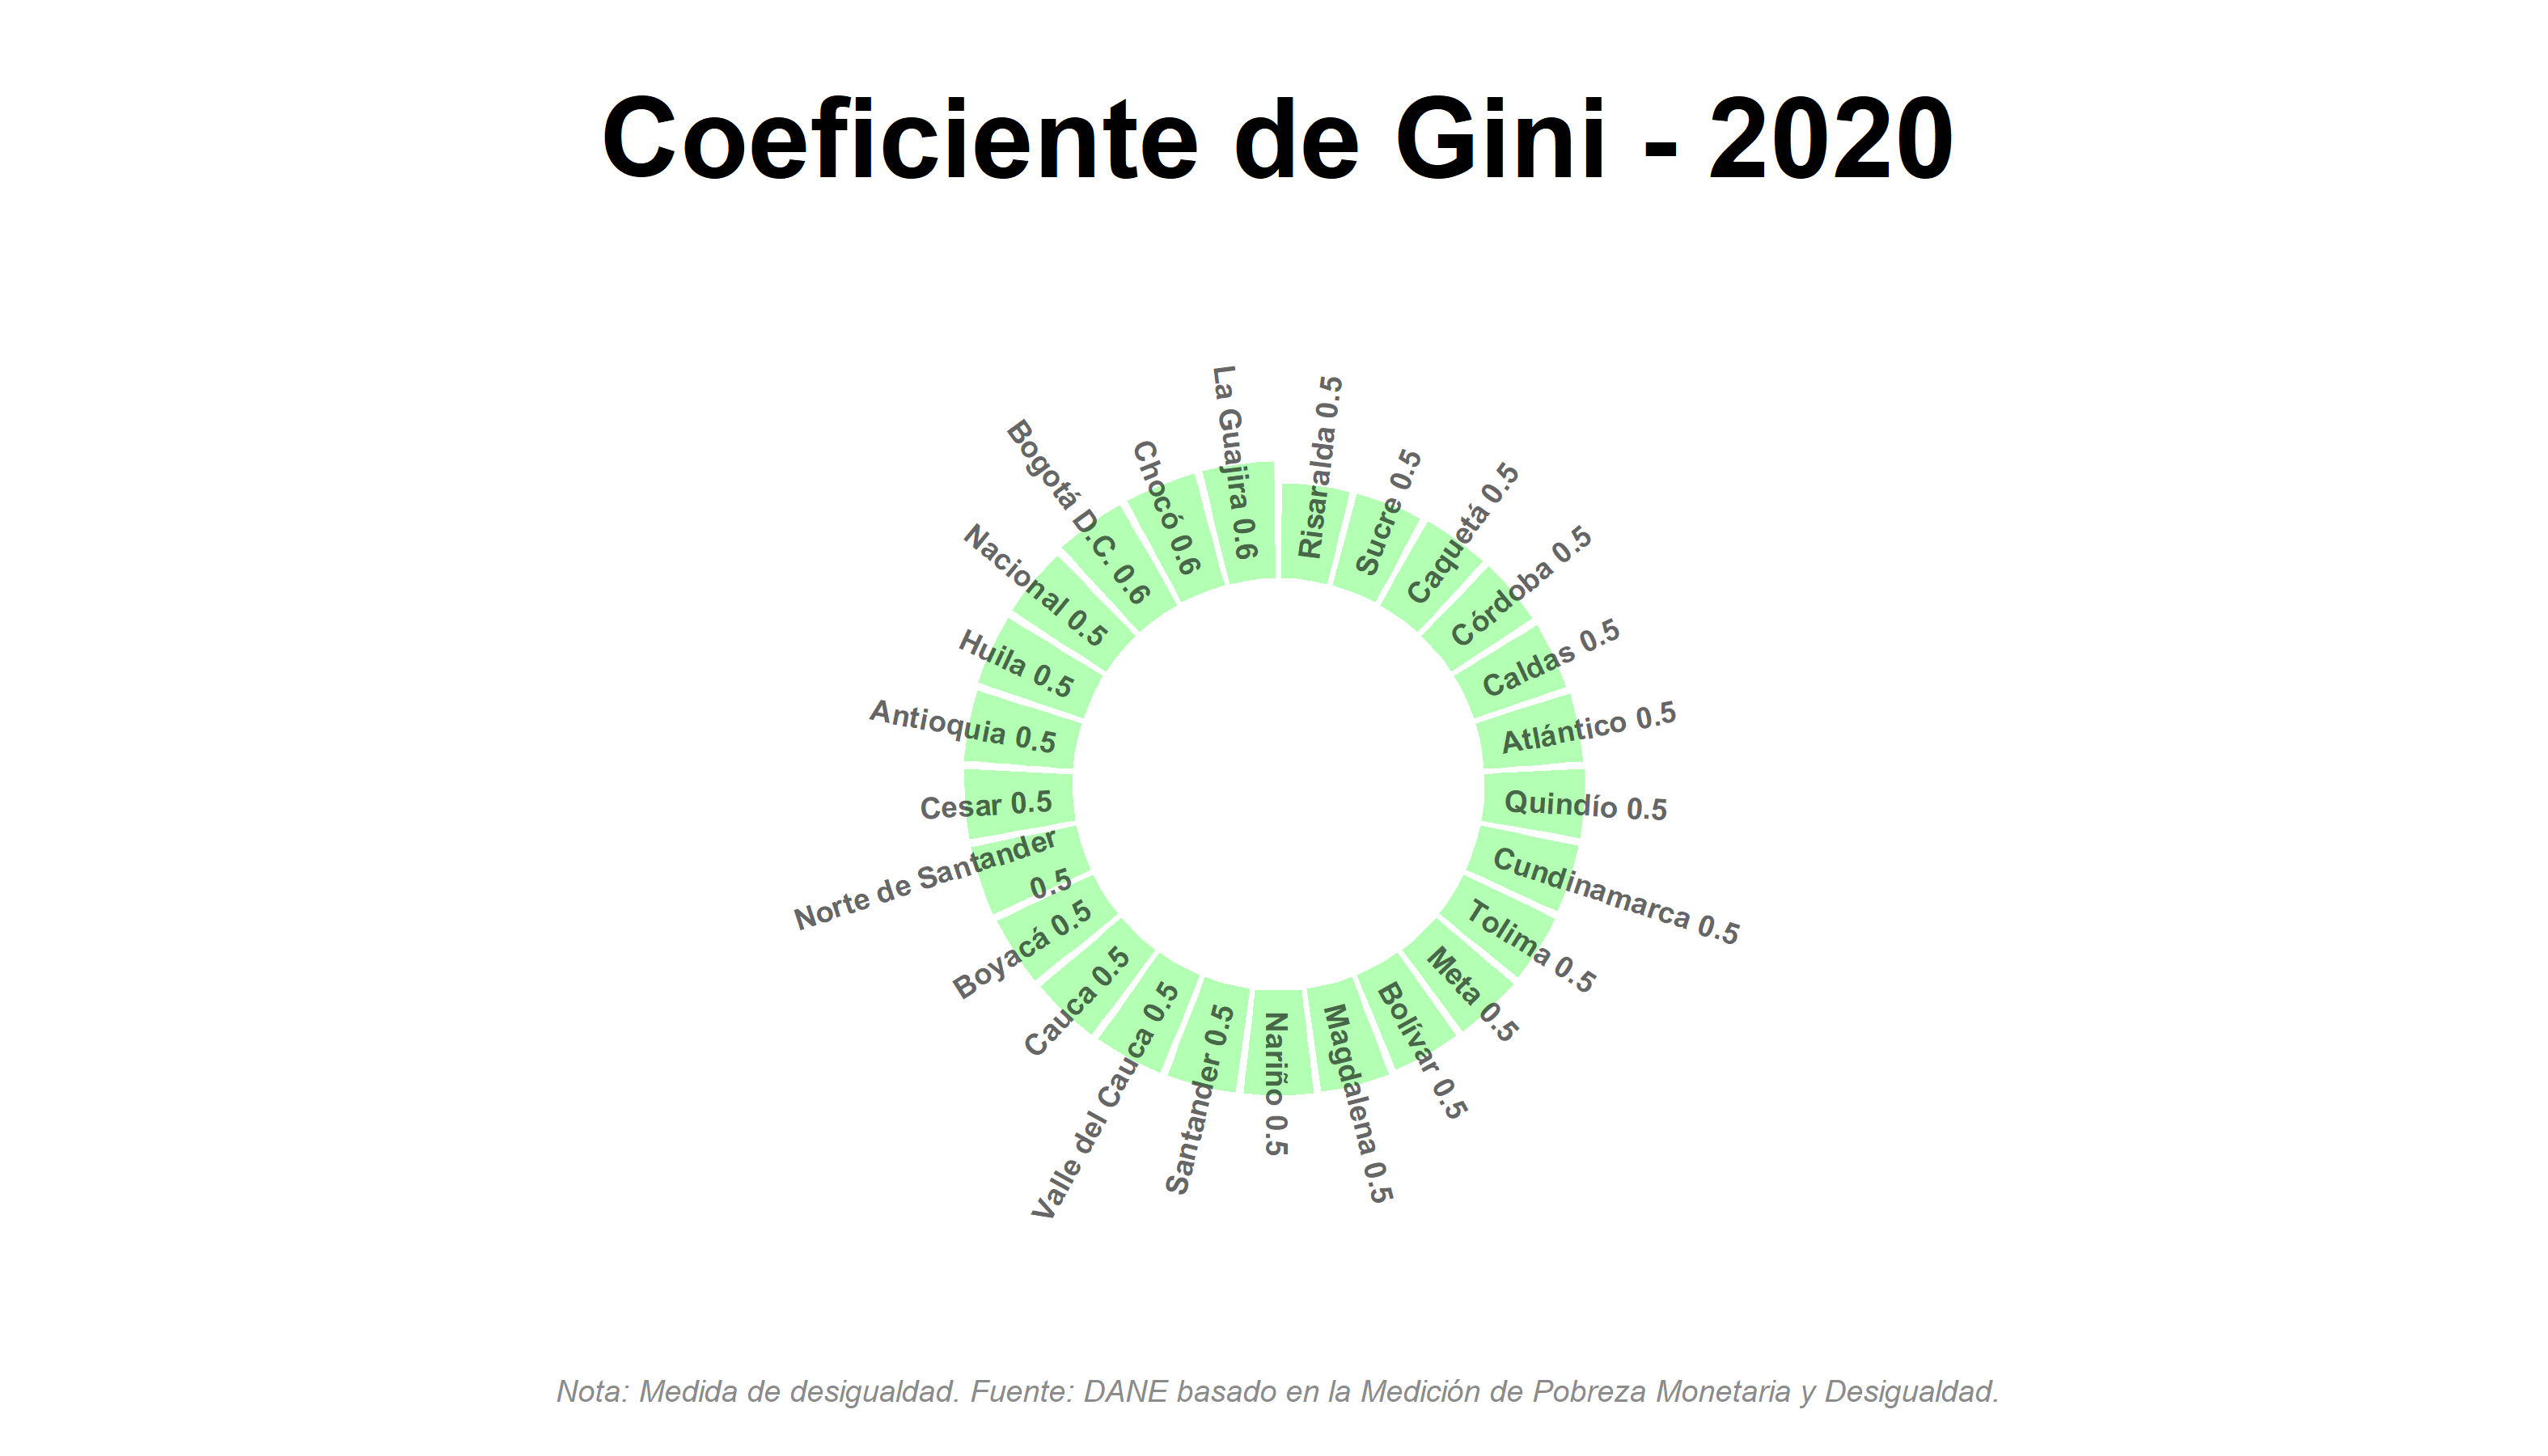 Coeficiente de Gini - 2020
Risaralda 0.5
Sucre 0.5
Caquetá 0.5
Córdoba 0.5
Caldas 0.5
Atlántico 0.5
Quindío 0.5
Cundinamarca 0.5
Tolima 0.5
Meta 0.5
Bolívar 0.5
Magdalena 0.5
Nariño 0.5
Santander 0.5
Valle del Cauca 0.5
Cauca 0.5
Boyacá 0.5
Norte de Santander
0.5
Cesar 0.5
Antioquia 0.5
Huila 0.5
Nacional 0.5
Bogotá D.C. 0.6
Chocó 0.6
La Guajira 0.6
Nota: Medida de desigualdad. Fuente: DANE basado en la Medición de Pobreza Monetaria y Desigualdad.